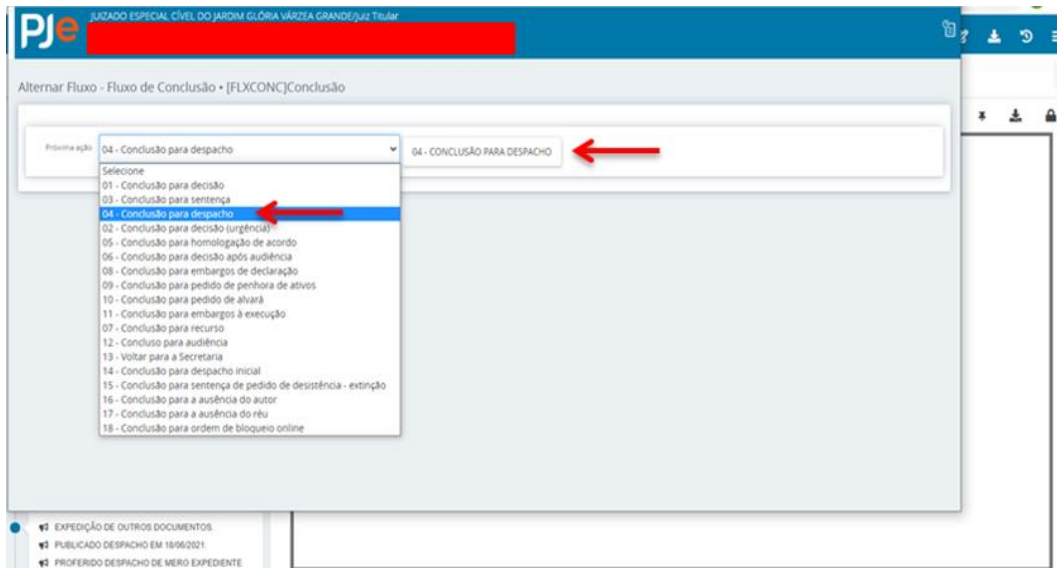 PJe
JUIZADO ESPECIAL CÍVEL DO JARDIM GLÓRIA VÁRZEA GRANDE/Juiz Titular
Alternar Fluxo - Fluxo de Conclusão • [FLXCONC]Conclusão
Próxima ação 04 - Conclusão para despacho 04 - CONCLUSÃO PARA DESPACHO
Selecione
01 - Conclusão para decisão
03 - Conclusão para sentença
04 - Conclusão para despacho
02 - Conclusão para decisão (urgência)
05 - Conclusão para homologação de acordo
06 - Conclusão para decisão após audiência
08 - Conclusão para embargos de declaração
09 - Conclusão para pedido de penhora de ativos
10 - Conclusão para pedido de alvará
11 - Conclusão para embargos à execução
07 - Conclusão para recurso
12 - Concluso para audiência
13 - Voltar para a Secretaria
14 - Conclusão para despacho inicial
15 - Conclusão para sentença de pedido de desistência - extinção
16 - Conclusão para a ausência do autor
17 - Conclusão para a ausência do réu
18 - Conclusão para ordem de bloqueio online
EXPEDIÇÃO DE OUTROS DOCUMENTOS.
PUBLICADO DESPACHO EM 18/06/2021.
PROFERIDO DESPACHO DE MERO EXPEDIENTE